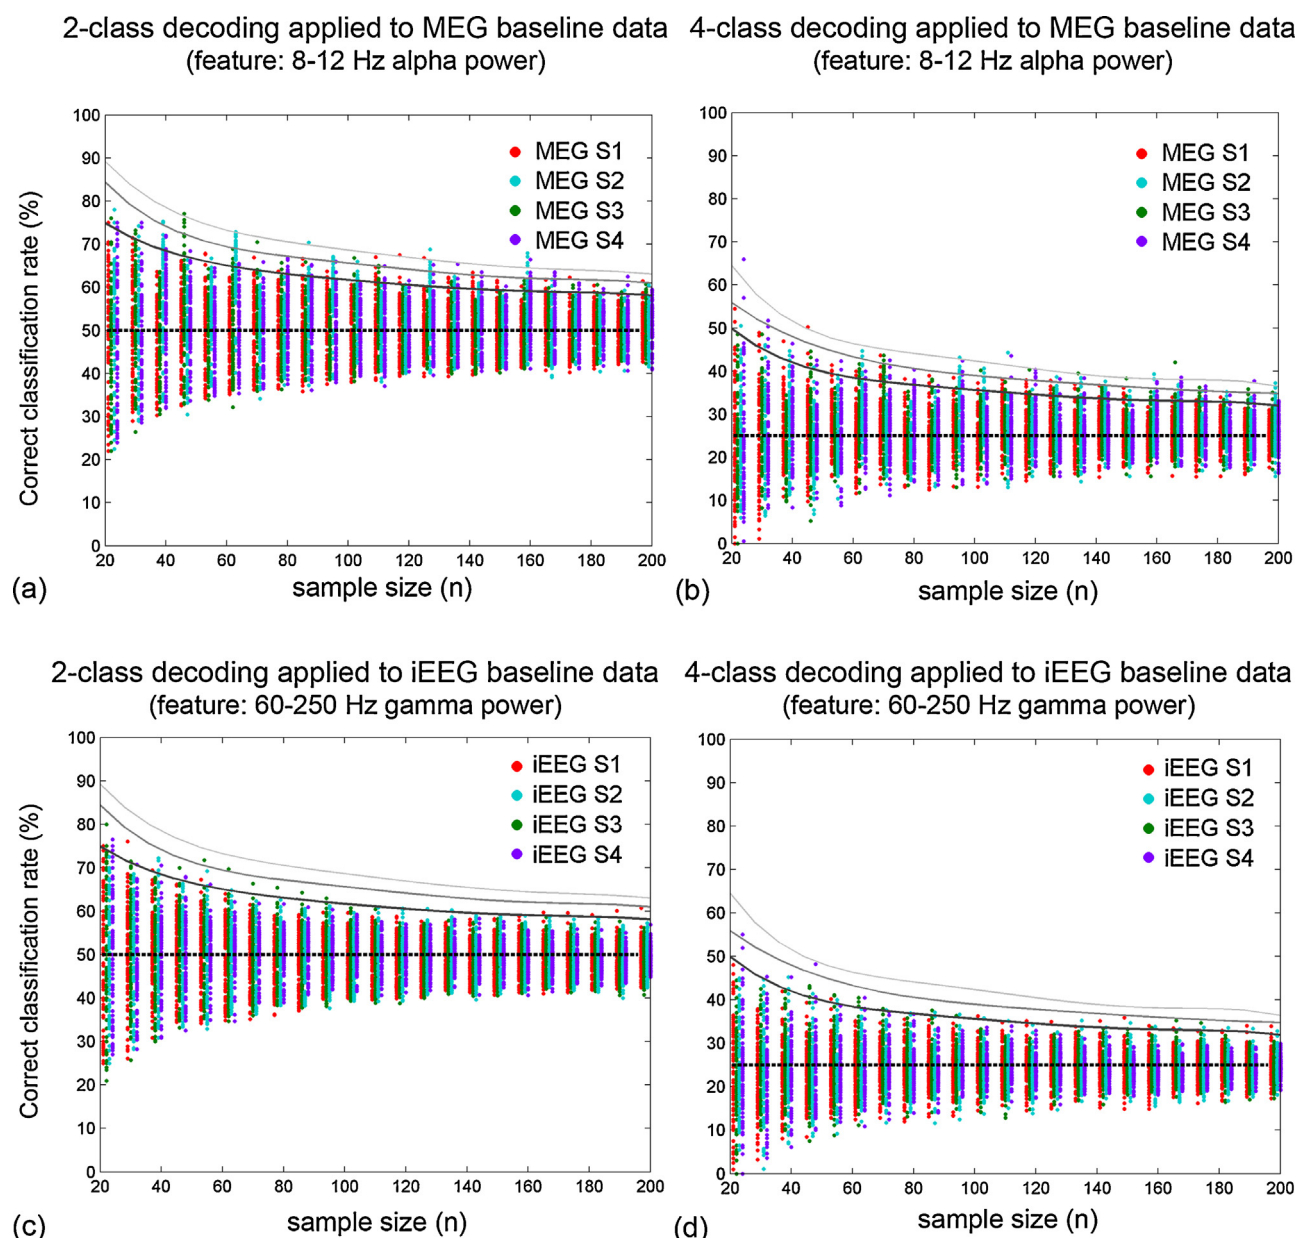 2-class decoding applied to MEG baseline data
(feature: 8-12 Hz alpha power)
Correct classification rate (%)
100
90
80
70
60
50
40
30
20
10
0
20 40 60 80 100 120 140 160 180 200
sample size (n)
MEG S1
MEG S2
MEG S3
MEG S4
(a)
4-class decoding applied to MEG baseline data
(feature: 8-12 Hz alpha power)
100
90
80
70
60
50
40
30
20
10
0
20 40 60 80 100 120 140 160 180 200
sample size (n)
MEG S1
MEG S2
MEG S3
MEG S4
(b)
2-class decoding applied to iEEG baseline data
(feature: 60-250 Hz gamma power)
Correct classification rate (%)
100
90
80
70
60
50
40
30
20
10
0
20 40 60 80 100 120 140 160 180 200
sample size (n)
iEEG S1
iEEG S2
iEEG S3
iEEG S4
(c)
4-class decoding applied to iEEG baseline data
(feature: 60-250 Hz gamma power)
100
90
80
70
60
50
40
30
20
10
0
20 40 60 80 100 120 140 160 180 200
sample size (n)
iEEG S1
iEEG S2
iEEG S3
iEEG S4
(d)